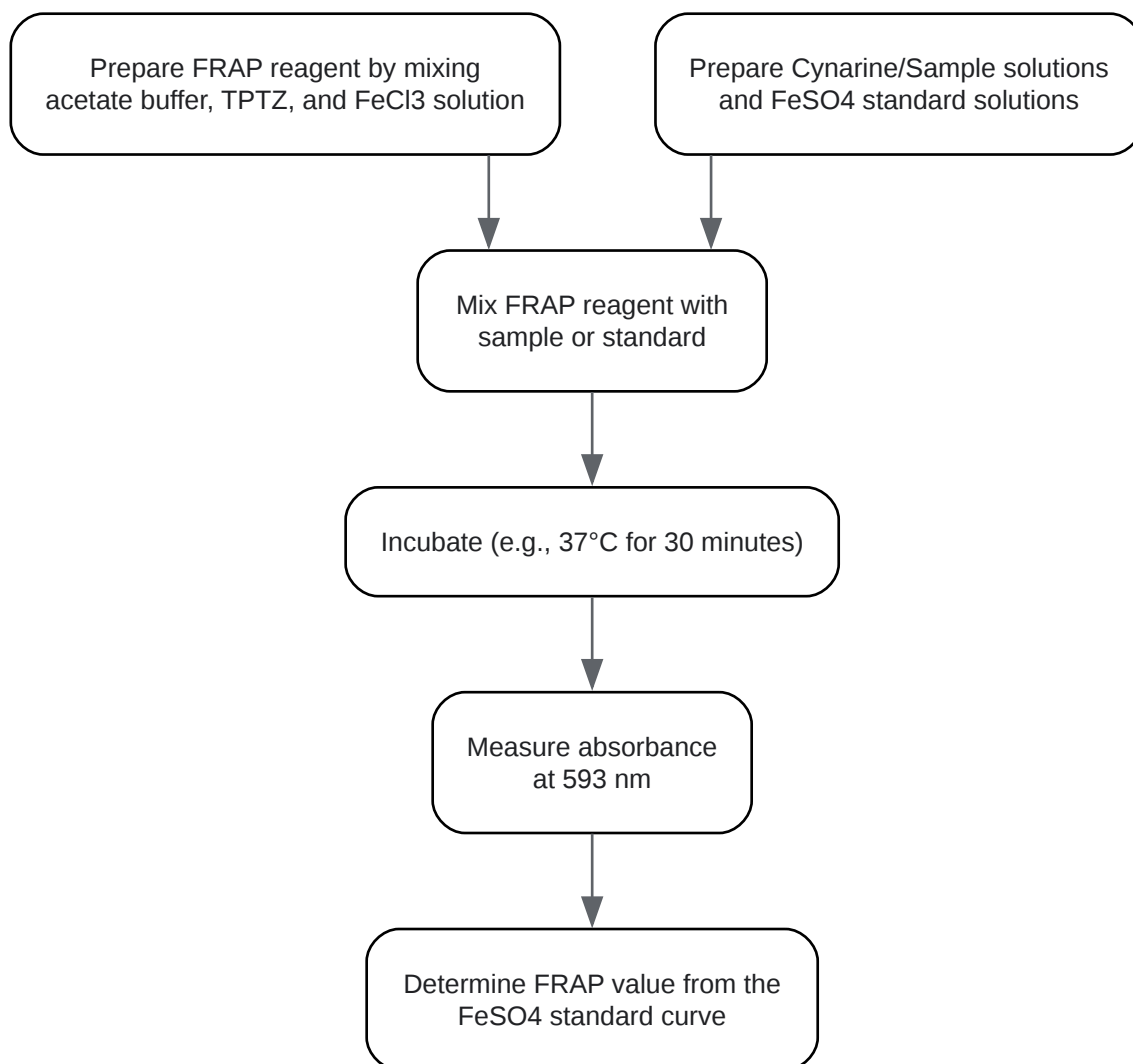 Prepare FRAP reagent by mixing
acetate buffer, TPTZ, and FeCl3 solution
Prepare Cynarine/Sample solutions
and FeSO4 standard solutions
Mix FRAP reagent with
sample or standard
Incubate (e.g., 37°C for 30 minutes)
Measure absorbance
at 593 nm
Determine FRAP value from the
FeSO4 standard curve